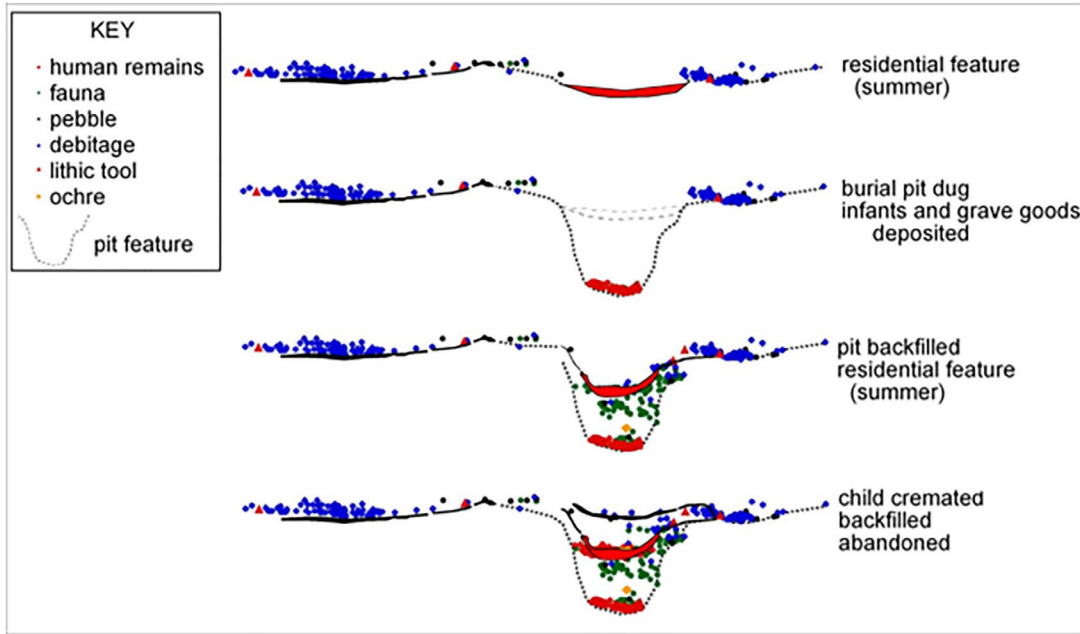 KEY
human remains
fauna
pebble
debitage
lithic tool
ochre
pit feature
residential feature
(summer)
burial pit dug
infants and grave goods
deposited
pit backfilled
residential feature
(summer)
child cremated
backfilled
abandoned